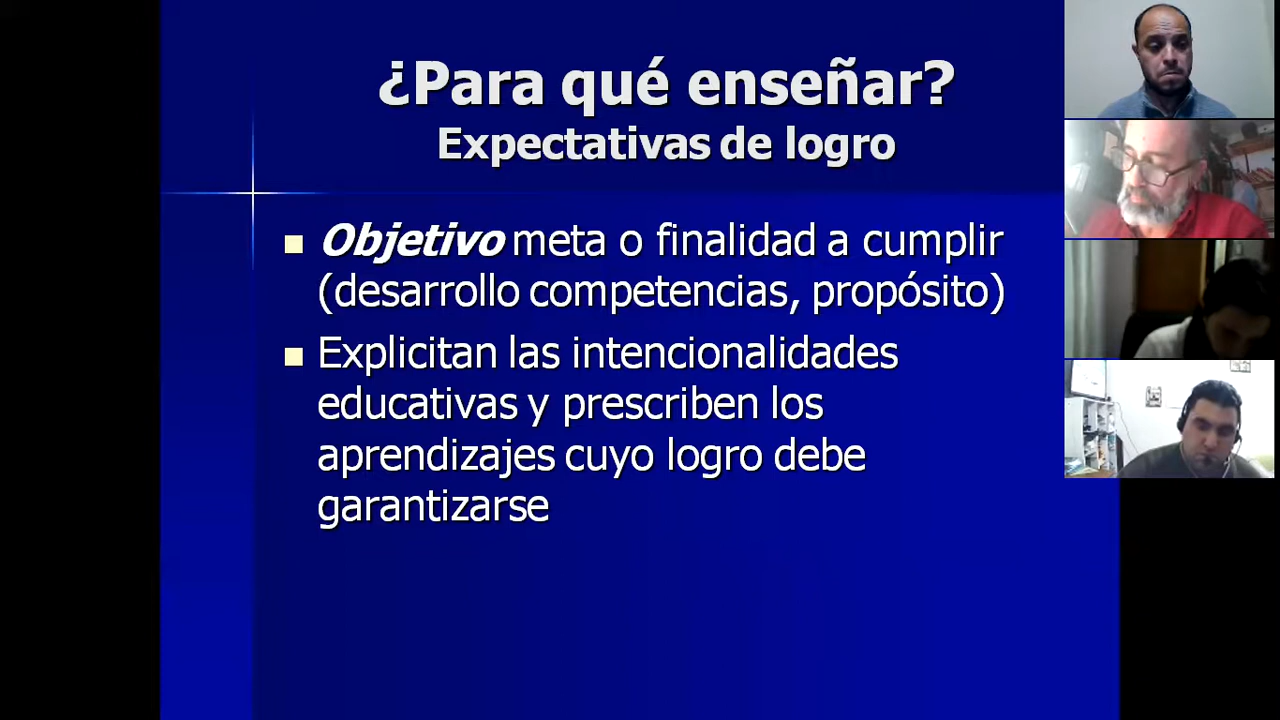 ¿Para qué enseñar?
Expectativas de logro
Objetivo meta o finalidad a cumplir
(desarrollo competencias, propósito)
Explicitan las intencionalidades
educativas y prescriben los
aprendizajes cuyo logro debe
garantizarse